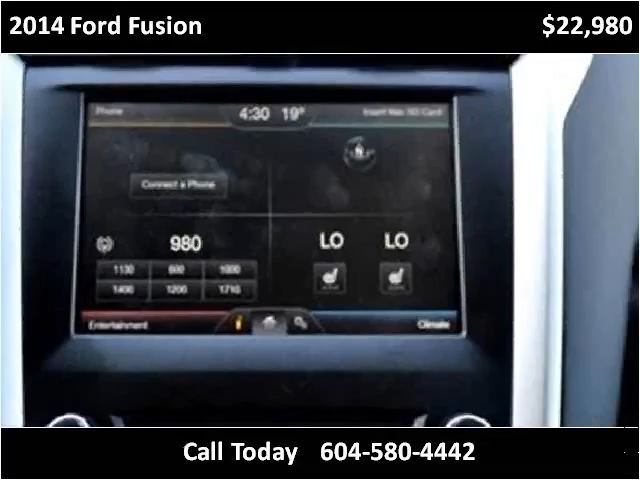 2014 Ford Fusion $22,980
Phone 4:30 19° Insert Nav SD Card
Connect a Phone
980 LO LO
1130 600 1000
1400 1200 1710
Entertainment Climate
Call Today 604-580-4442